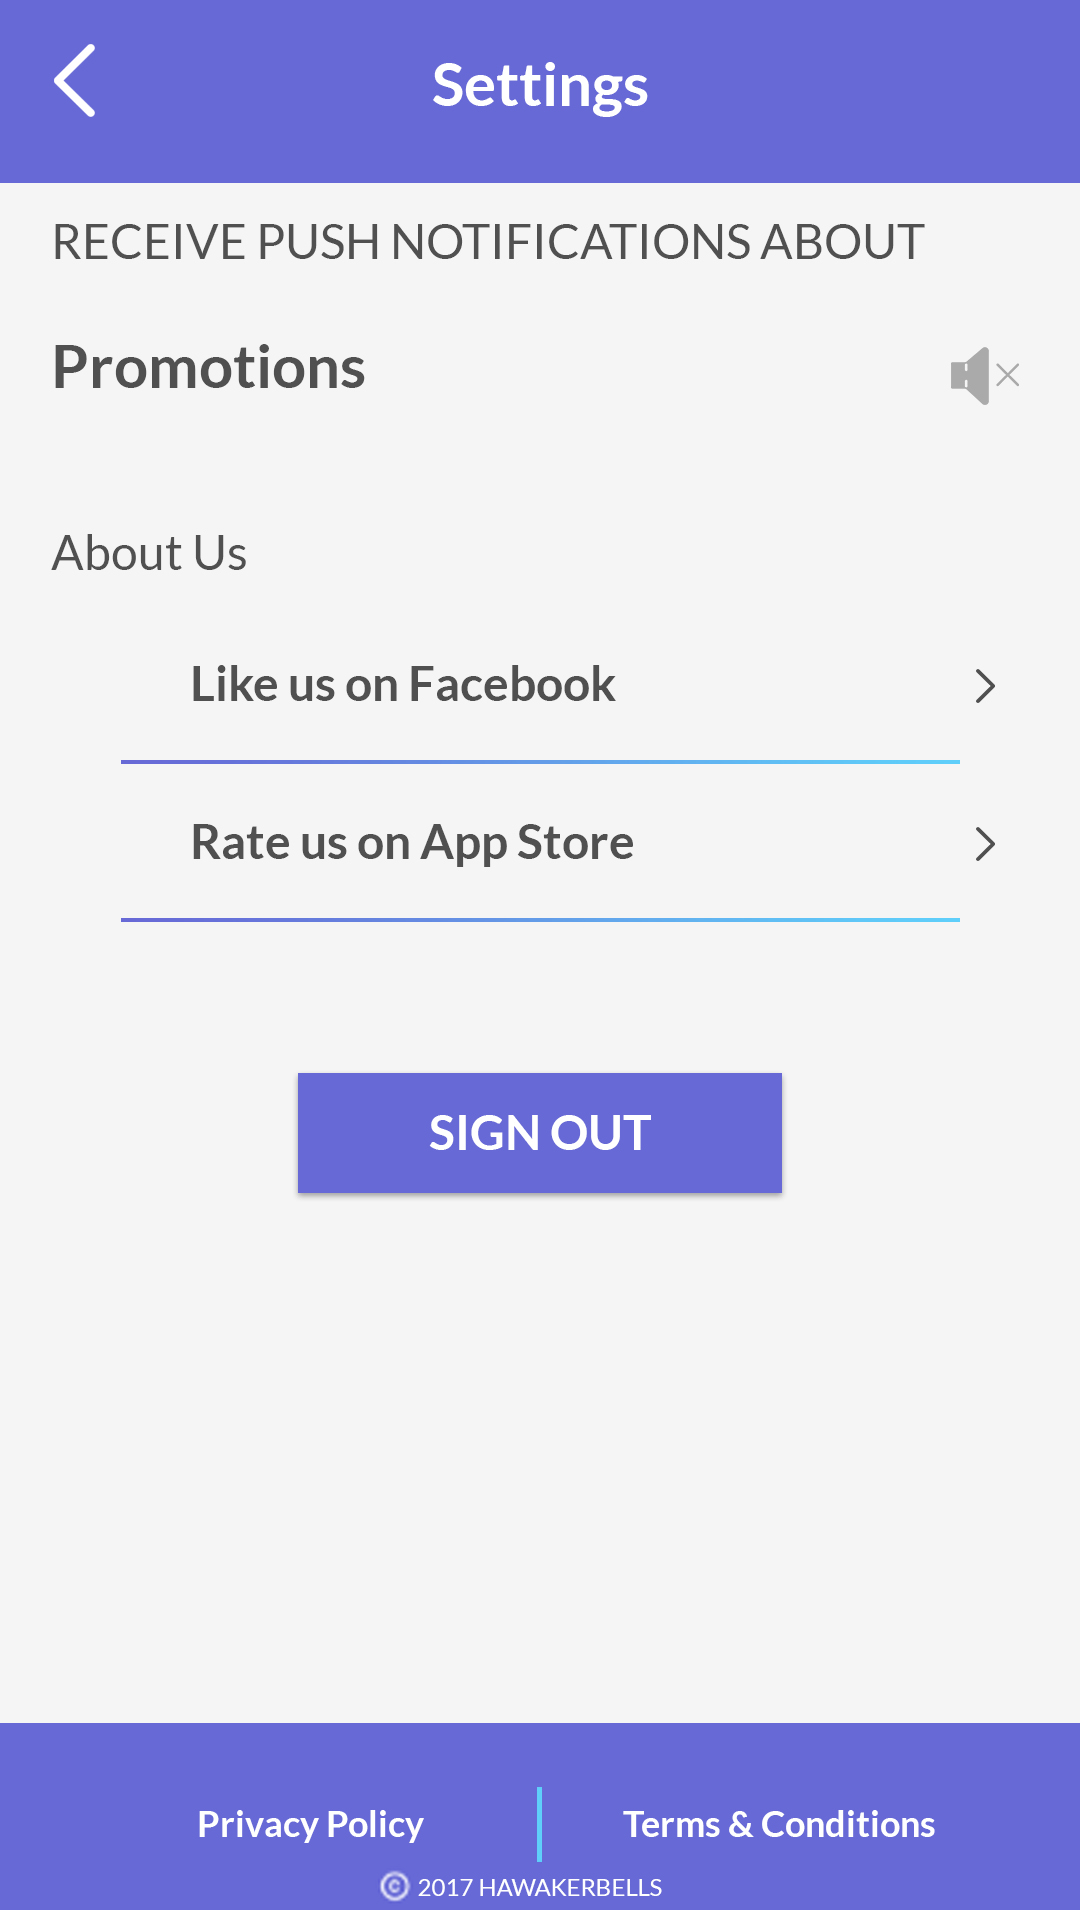 Settings
RECEIVE PUSH NOTIFICATIONS ABOUT
Promotions
About Us
Like us on Facebook
Rate us on App Store
SIGN OUT
Privacy Policy
Terms & Conditions
© 2017 HAWAKERBELLS